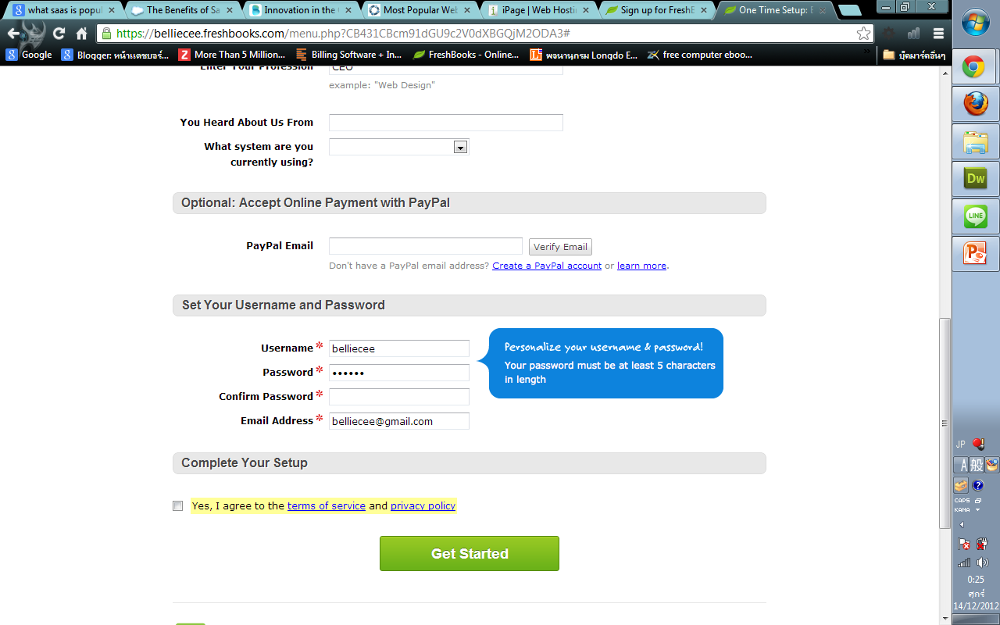 what saas is popul
The Benefits of Sa
Innovation in the
Most Popular Web
iPage | Web Hostin
Sign up for FreshB
One Time Setup:
https://belliecee.freshbooks.com/menu.php?CB431CBcm91dGU9c2V0dXBGQjM2ODA3#
Google
Blogger: หน้าแดชบอร์...
More Than 5 Million...
Billing Software + In...
FreshBooks - Online...
พจนานุกรม Longdo E...
free computer eboo...
»
บุ๊คมาร์คอื่นๆ
Enter Your Profession
CEO
example: "Web Design"
You Heard About Us From
What system are you
currently using?
Optional: Accept Online Payment with PayPal
PayPal Email
Verify Email
Don't have a PayPal email address? Create a PayPal account or learn more.
Set Your Username and Password
Username *
belliecee
Personalize your username & password!
Your password must be at least 5 characters
in length
Password *
••••••
Confirm Password *
Email Address *
belliecee@gmail.com
Complete Your Setup
Yes, I agree to the terms of service and privacy policy
Get Started
Dw
LINE
P
JP
A 般
CAPS
KANA
0:25
ศุกร์
14/12/2012